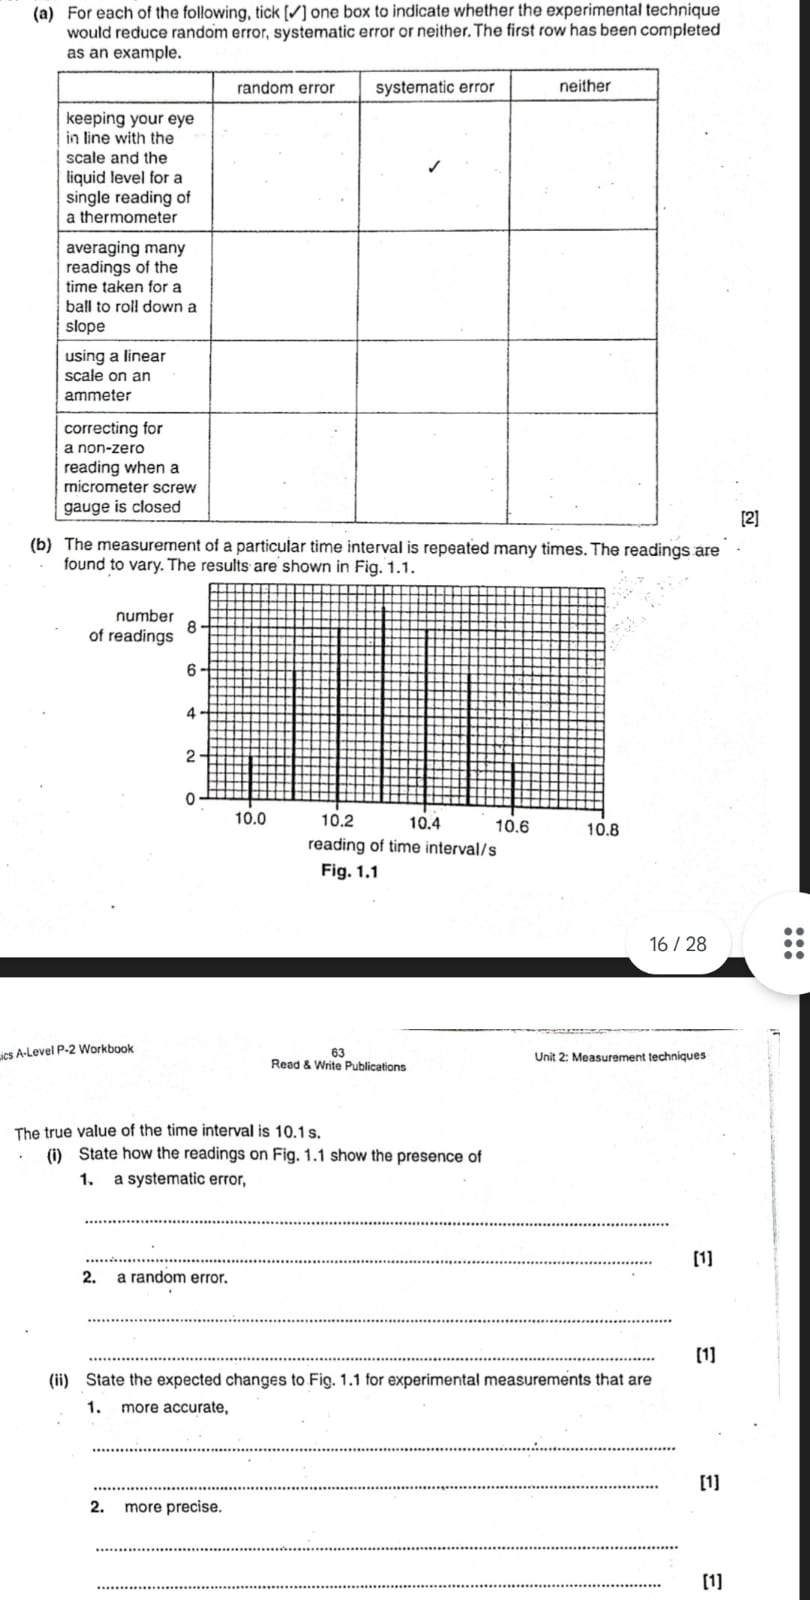 (a) For each of the following, tick [✓] one box to indicate whether the experimental technique
would reduce random error, systematic error or neither. The first row has been completed
as an example.
random error systematic error neither
keeping your eye
in line with the
scale and the
liquid level for a
single reading of
a thermometer
✓
averaging many
readings of the
time taken for a
ball to roll down a
slope
using a linear
scale on an
ammeter
correcting for
a non-zero
reading when a
micrometer screw
gauge is closed
[2]
(b) The measurement of a particular time interval is repeated many times. The readings are
found to vary. The results are shown in Fig. 1.1.
number
of readings
8
6
4
2
0
10.0 10.2 10.4 10.6 10.8
reading of time interval/s
Fig. 1.1
16 / 28
ics A-Level P-2 Workbook
63
Read & Write Publications
Unit 2: Measurement techniques
The true value of the time interval is 10.1 s.
(i) State how the readings on Fig. 1.1 show the presence of
1. a systematic error,
[1]
2. a random error.
[1]
(ii) State the expected changes to Fig. 1.1 for experimental measurements that are
1. more accurate,
[1]
2. more precise.
[1]